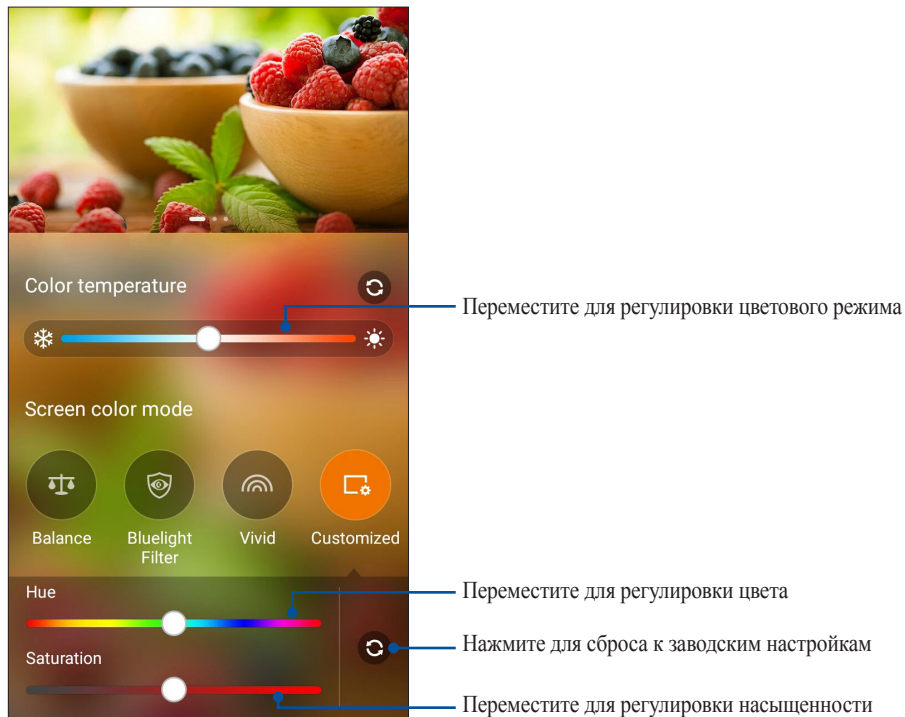 Color temperature
Переместите для регулировки цветового режима
Screen color mode
Balance
Bluelight
Filter
Vivid
Customized
Hue
Переместите для регулировки цвета
Нажмите для сброса к заводским настройкам
Saturation
Переместите для регулировки насыщенности